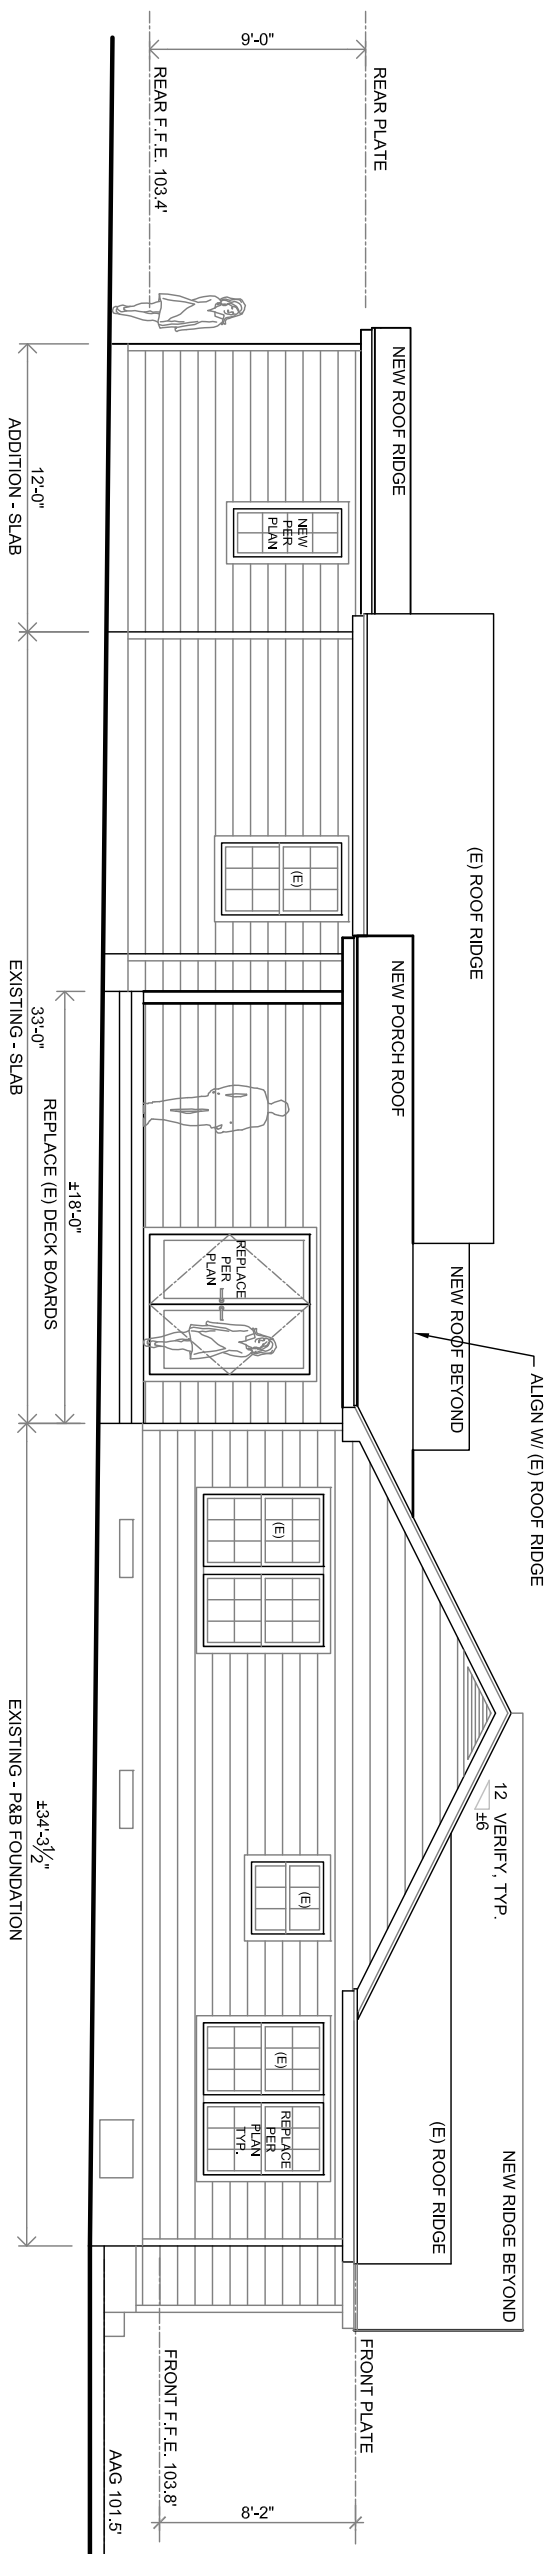 9'-0"
REAR PLATE
REAR F.F.E. 103.4'
NEW ROOF RIDGE
NEW
PER
PLAN
12'-0"
ADDITION - SLAB
(E) ROOF RIDGE
(E)
NEW PORCH ROOF
33'-0"
EXISTING - SLAB
±18'-0"
REPLACE (E) DECK BOARDS
REPLACE
PER
PLAN
NEW ROOF BEYOND
ALIGN W/ (E) ROOF RIDGE
(E)
12 VERIFY, TYP.
±6
±34'-3½"
EXISTING - P&B FOUNDATION
(E)
(E)
REPLACE
PER
PLAN
TYP.
NEW RIDGE BEYOND
(E) ROOF RIDGE
FRONT PLATE
FRONT F.F.E. 103.8'
8'-2"
AAG 101.5'